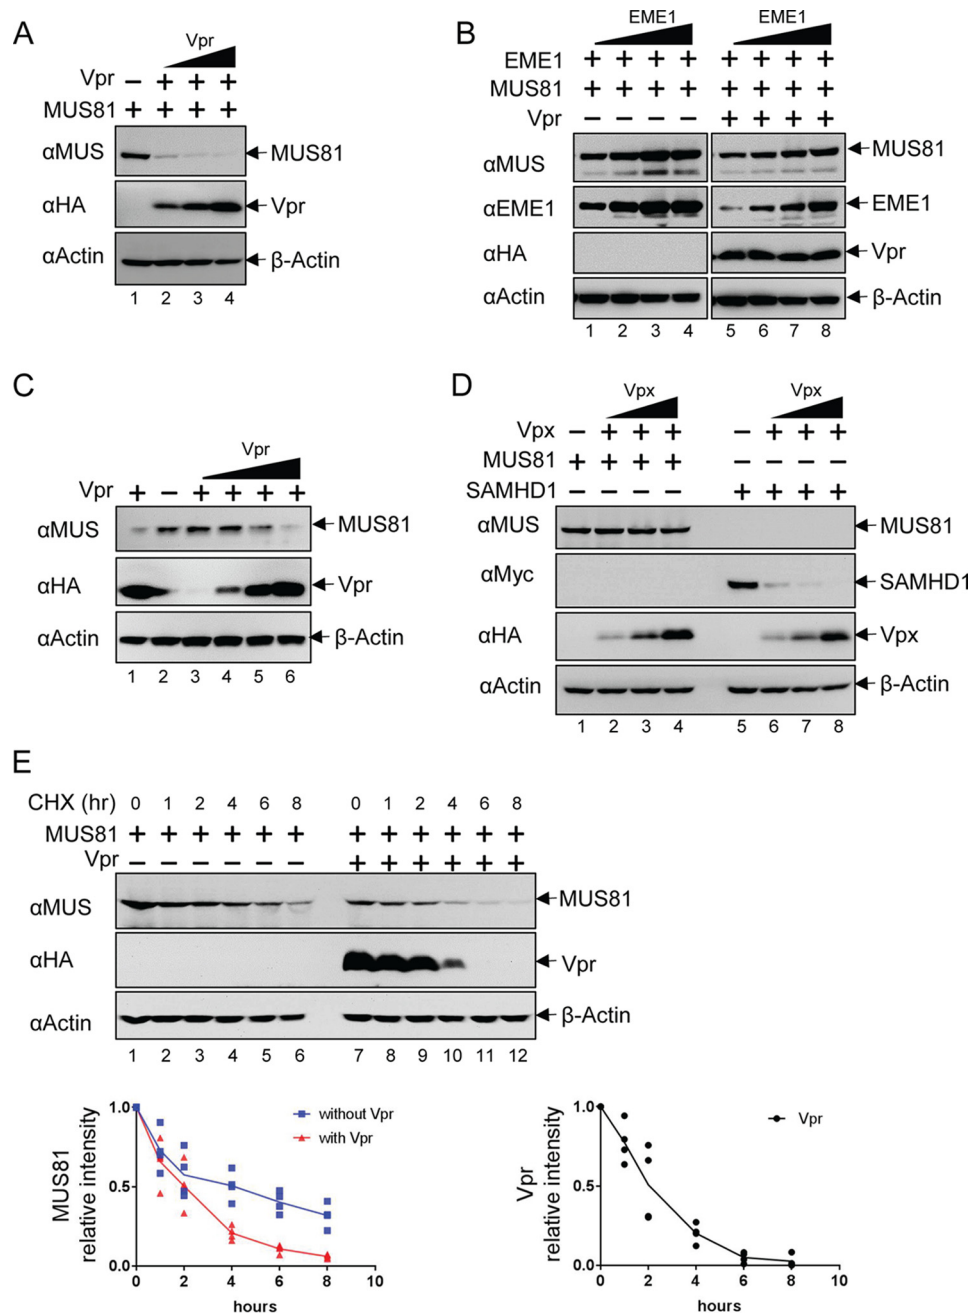 A
Vpr
Vpr − + + +
MUS81 + + + +
αMUS MUS81
αHA Vpr
αActin β-Actin
1 2 3 4
B
EME1 EME1
EME1 + + + + + + + +
MUS81 + + + + + + + +
Vpr − − − − + + + +
αMUS MUS81
αEME1 EME1
αHA Vpr
αActin β-Actin
1 2 3 4 5 6 7 8
C
Vpr
Vpr + − + + + +
αMUS MUS81
αHA Vpr
αActin β-Actin
1 2 3 4 5 6
D
Vpx Vpx
Vpx − + + + − + + +
MUS81 + + + + − − − −
SAMHD1 − − − − + + + +
αMUS MUS81
αMyc SAMHD1
αHA Vpx
αActin β-Actin
1 2 3 4 5 6 7 8
E
CHX (hr) 0 1 2 4 6 8 0 1 2 4 6 8
MUS81 + + + + + + + + + + + +
Vpr − − − − − − + + + + + +
αMUS MUS81
αHA Vpr
αActin β-Actin
1 2 3 4 5 6 7 8 9 10 11 12
MUS81
relative intensity
1.0
0.5
0.0
0 2 4 6 8 10
hours
without Vpr
with Vpr
Vpr
relative intensity
1.0
0.5
0.0
0 2 4 6 8 10
hours
Vpr